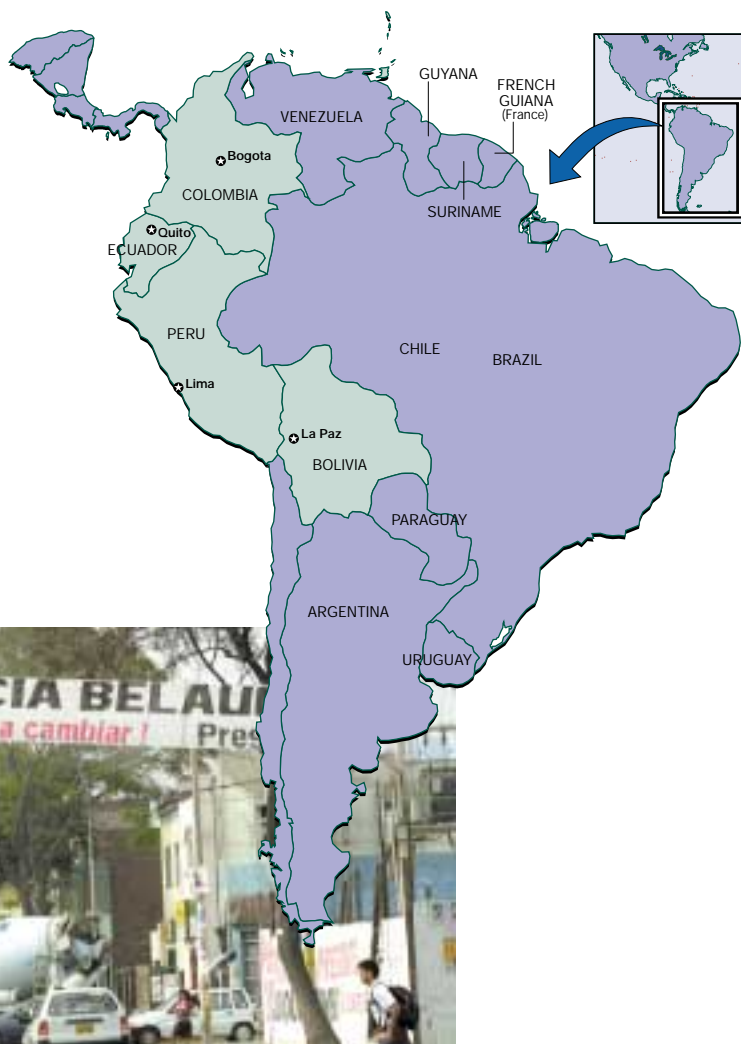 GUYANA
FRENCH
GUIANA
(France)
VENEZUELA
Bogota
COLOMBIA
SURINAME
Quito
ECUADOR
PERU
CHILE
BRAZIL
Lima
La Paz
BOLIVIA
PARAGUAY
ARGENTINA
URUGUAY
CIA BELAU
a cambiar ! Pres